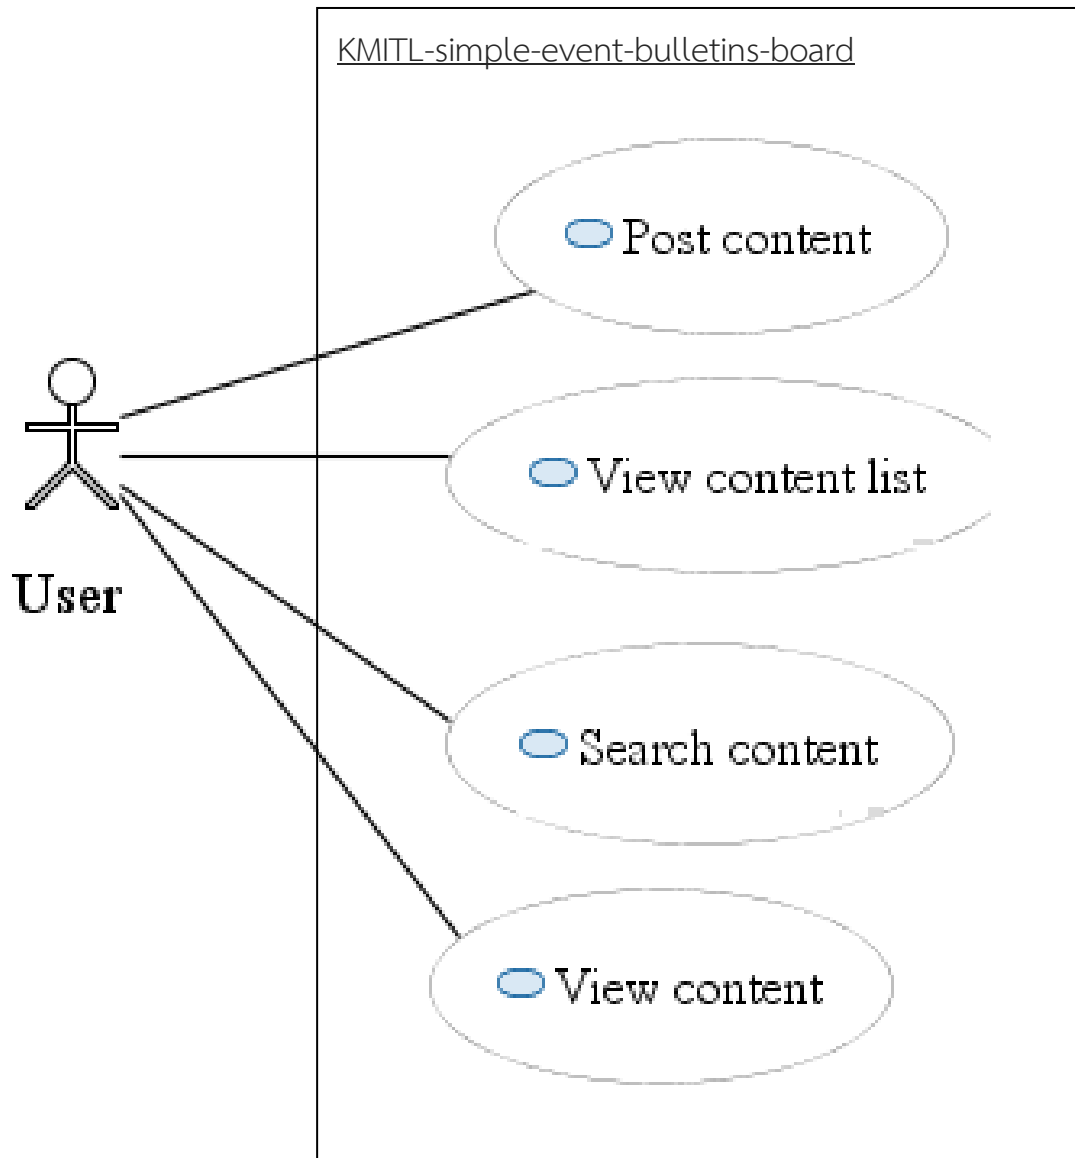 KMITL-simple-event-bulletins-board
Post content
View content list
User
Search content
View content